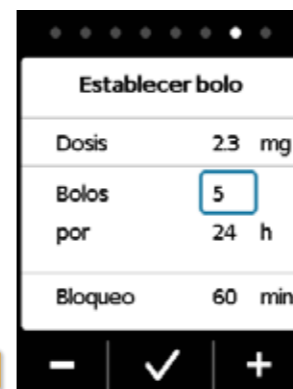 Establecer bolo
Dosis 2.3 mg
Bolos 5
por 24 h
Bloqueo 60 min